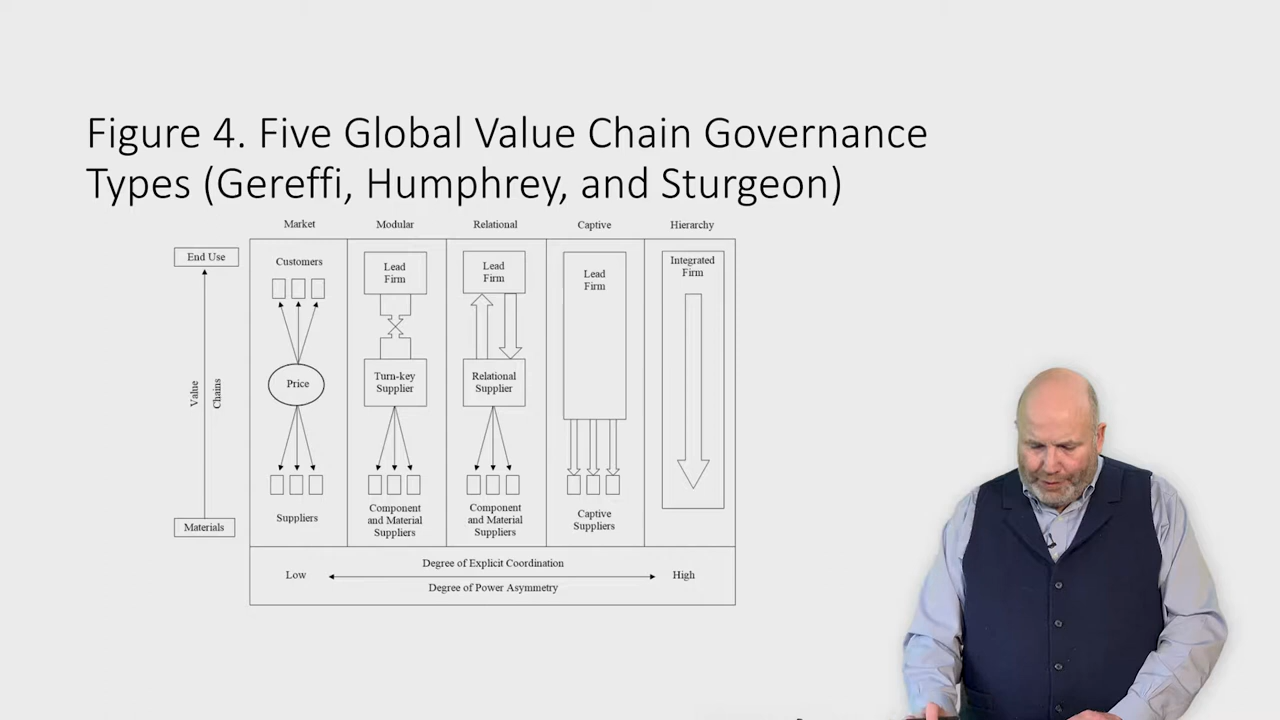 Figure 4. Five Global Value Chain Governance
Types (Gereffi, Humphrey, and Sturgeon)
Market
Modular
Relational
Captive
Hierarchy
End Use
Value
Chains
Materials
Customers
Price
Suppliers
Lead
Firm
Turn-key
Supplier
Component
and Material
Suppliers
Lead
Firm
Relational
Supplier
Component
and Material
Suppliers
Lead
Firm
Captive
Suppliers
Integrated
Firm
Degree of Explicit Coordination
Low
High
Degree of Power Asymmetry